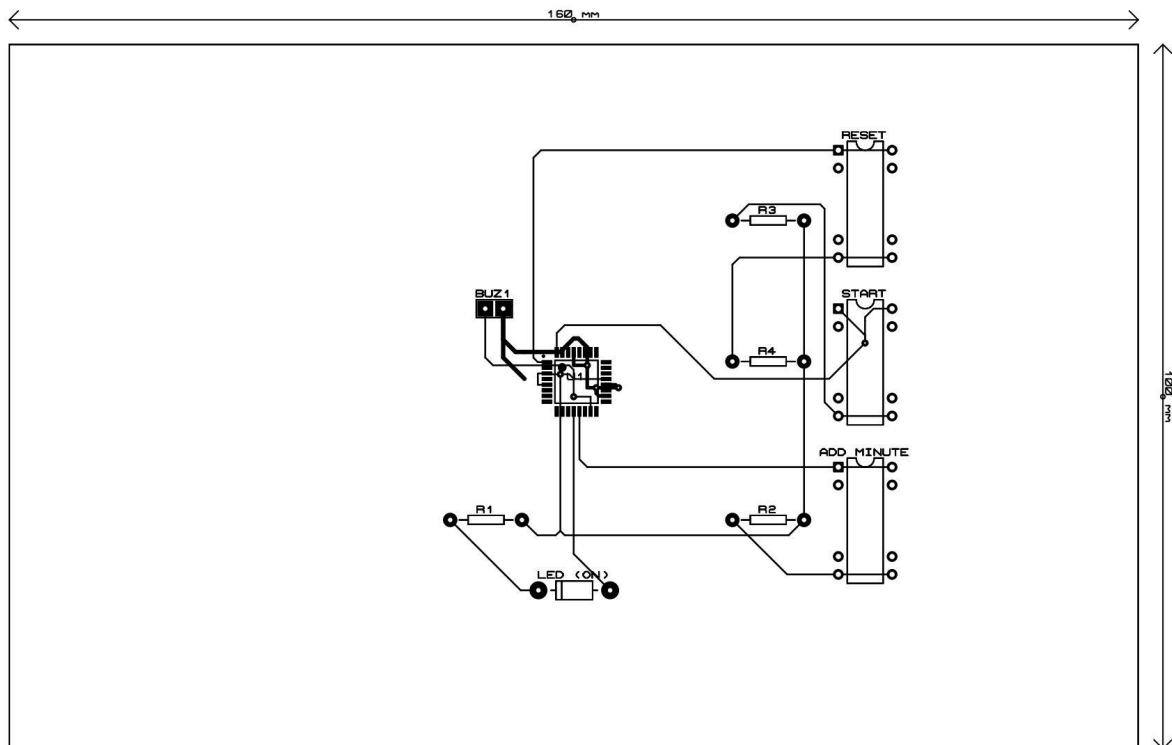 160 mm
RESET
R3
BUZ1
START
R4
100 mm
ADD MINUTE
R1
R2
LED (ON)